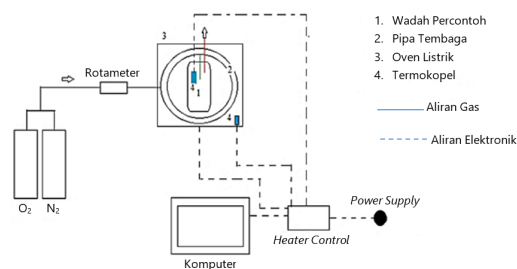 3
2
4
1
4
Rotameter
O₂ N₂
Komputer
Heater Control
Power Supply
1. Wadah Percontoh
2. Pipa Tembaga
3. Oven Listrik
4. Termokopel
Aliran Gas
Aliran Elektronik